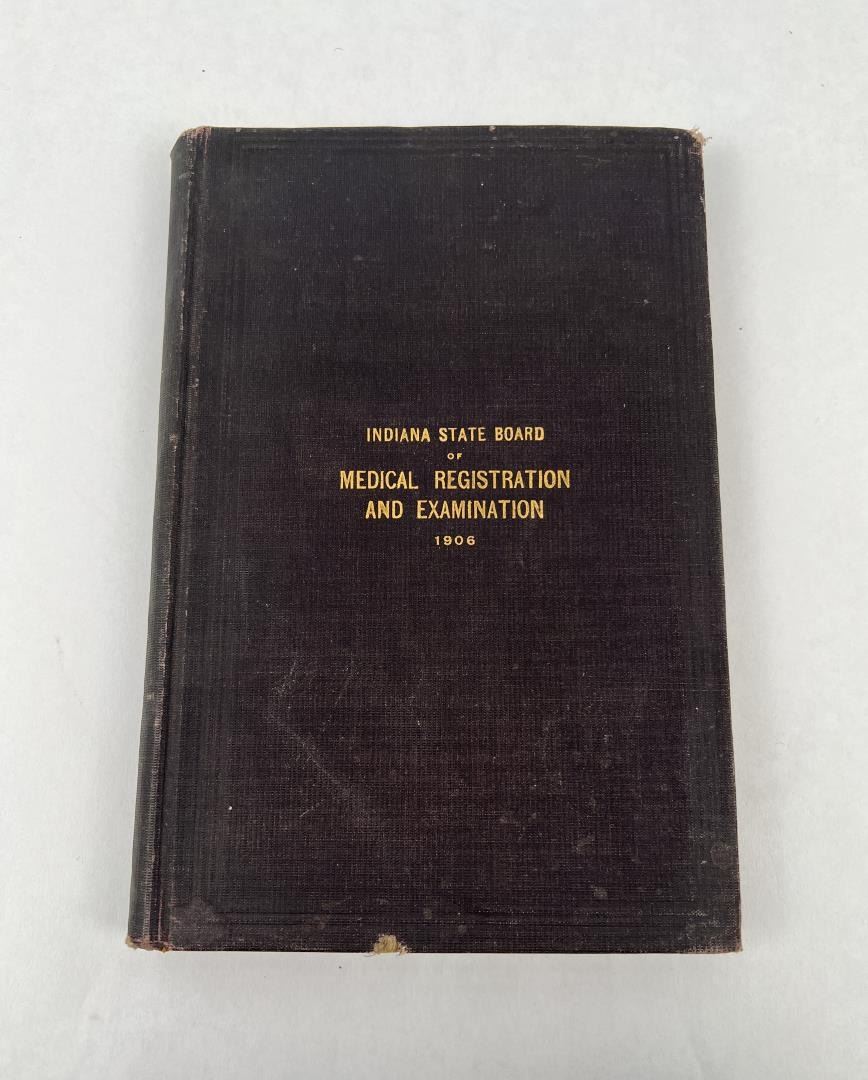 INDIANA STATE BOARD
OF
MEDICAL REGISTRATION
AND EXAMINATION
1906